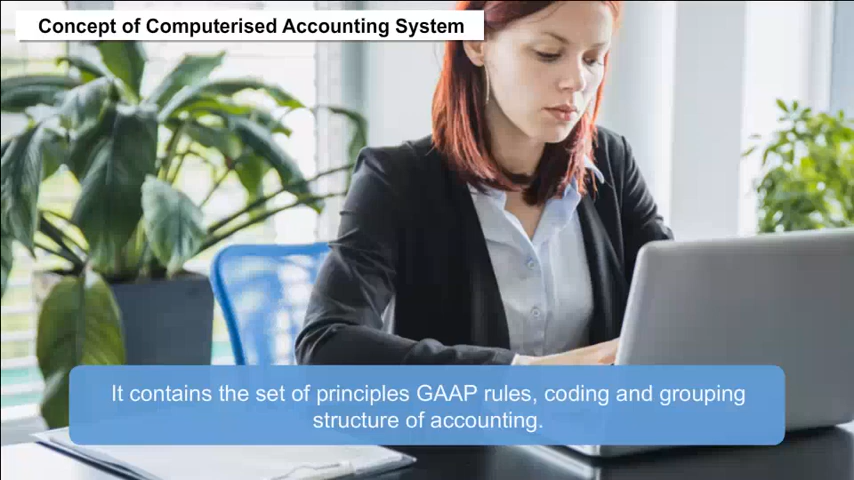 Concept of Computerised Accounting System
It contains the set of principles GAAP rules, coding and grouping
structure of accounting.